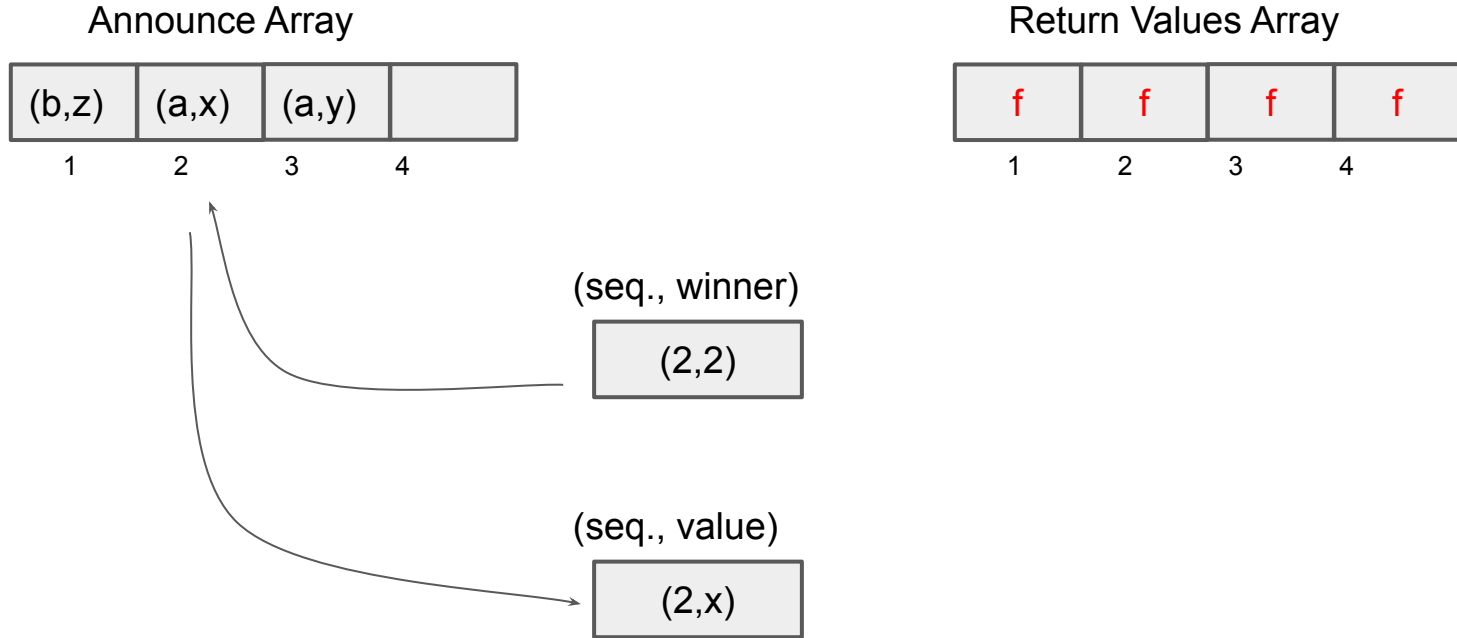 Announce Array
(b,z) (a,x) (a,y)
1 2 3 4
Return Values Array
f f f f
1 2 3 4
(seq., winner)
(2,2)
(seq., value)
(2,x)